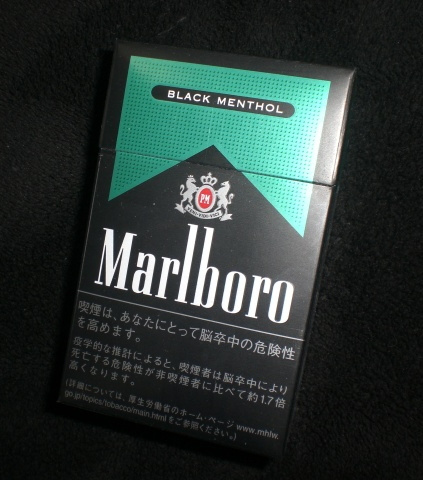 BLACK MENTHOL
PM
Marlboro
喫煙は、あなたにとって脳卒中の危険性
を高めます。
疫学的な推計によると、喫煙者は脳卒中により
死亡する危険性が非喫煙者に比べて約1.7倍
高くなります。
(詳細については、厚生労働省のホーム・ページ www.mhlw.
go.jp/topics/tobacco/main.html をご参照ください。)